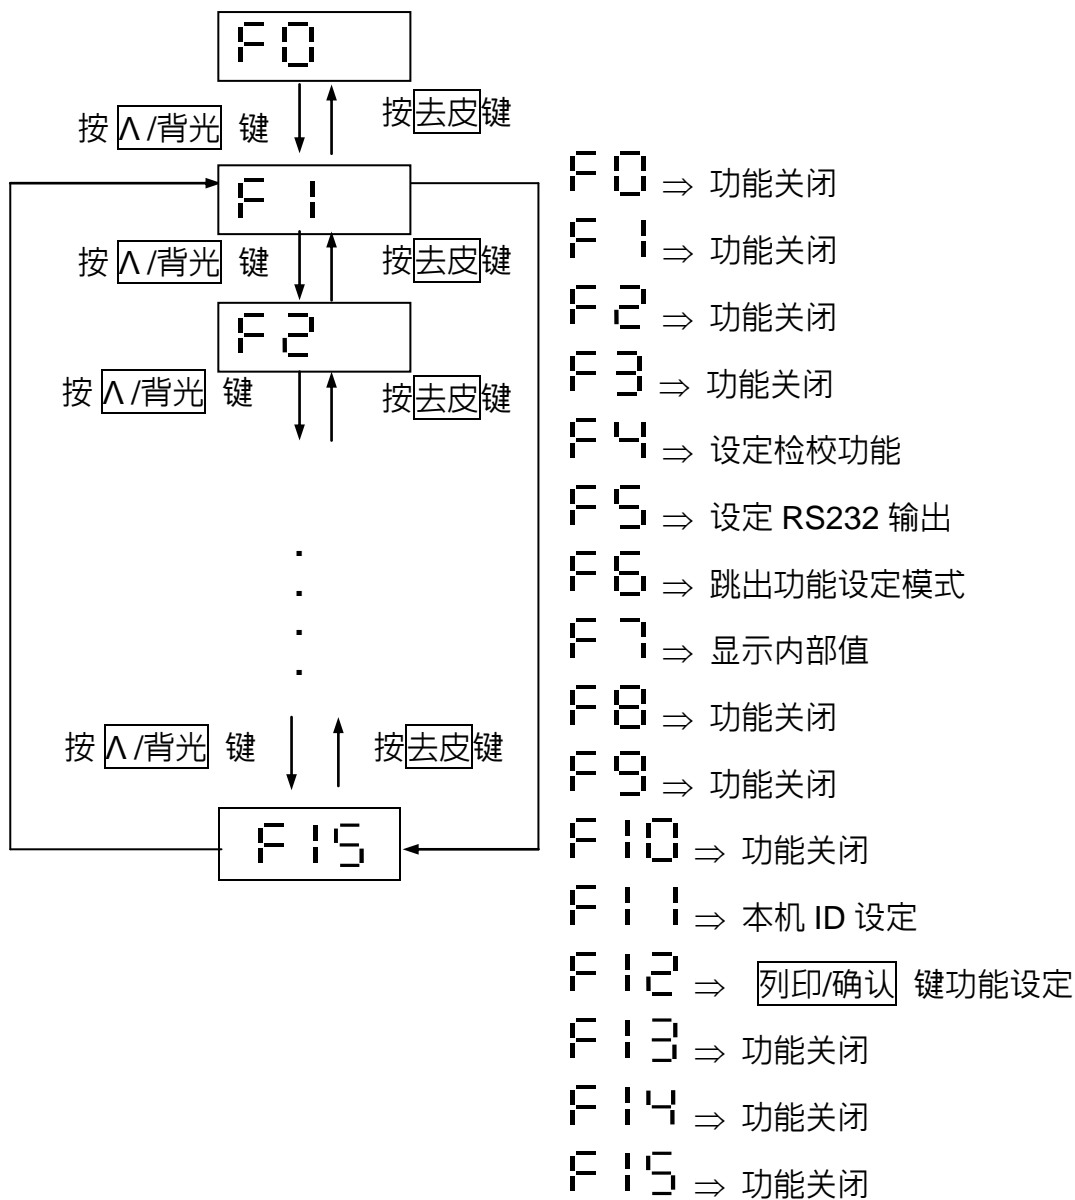 F0
按 Λ/背光 键 按去皮键
F1
按 Λ/背光 键 按去皮键
F2
按 Λ/背光 键 按去皮键
.
.
.
.
按 Λ/背光 键 按去皮键
F15
F0 ⇒ 功能关闭
F1 ⇒ 功能关闭
F2 ⇒ 功能关闭
F3 ⇒ 功能关闭
F4 ⇒ 设定检校功能
F5 ⇒ 设定 RS232 输出
F6 ⇒ 跳出功能设定模式
F7 ⇒ 显示内部值
F8 ⇒ 功能关闭
F9 ⇒ 功能关闭
F10 ⇒ 功能关闭
F11 ⇒ 本机 ID 设定
F12 ⇒ 列印/确认 键功能设定
F13 ⇒ 功能关闭
F14 ⇒ 功能关闭
F15 ⇒ 功能关闭